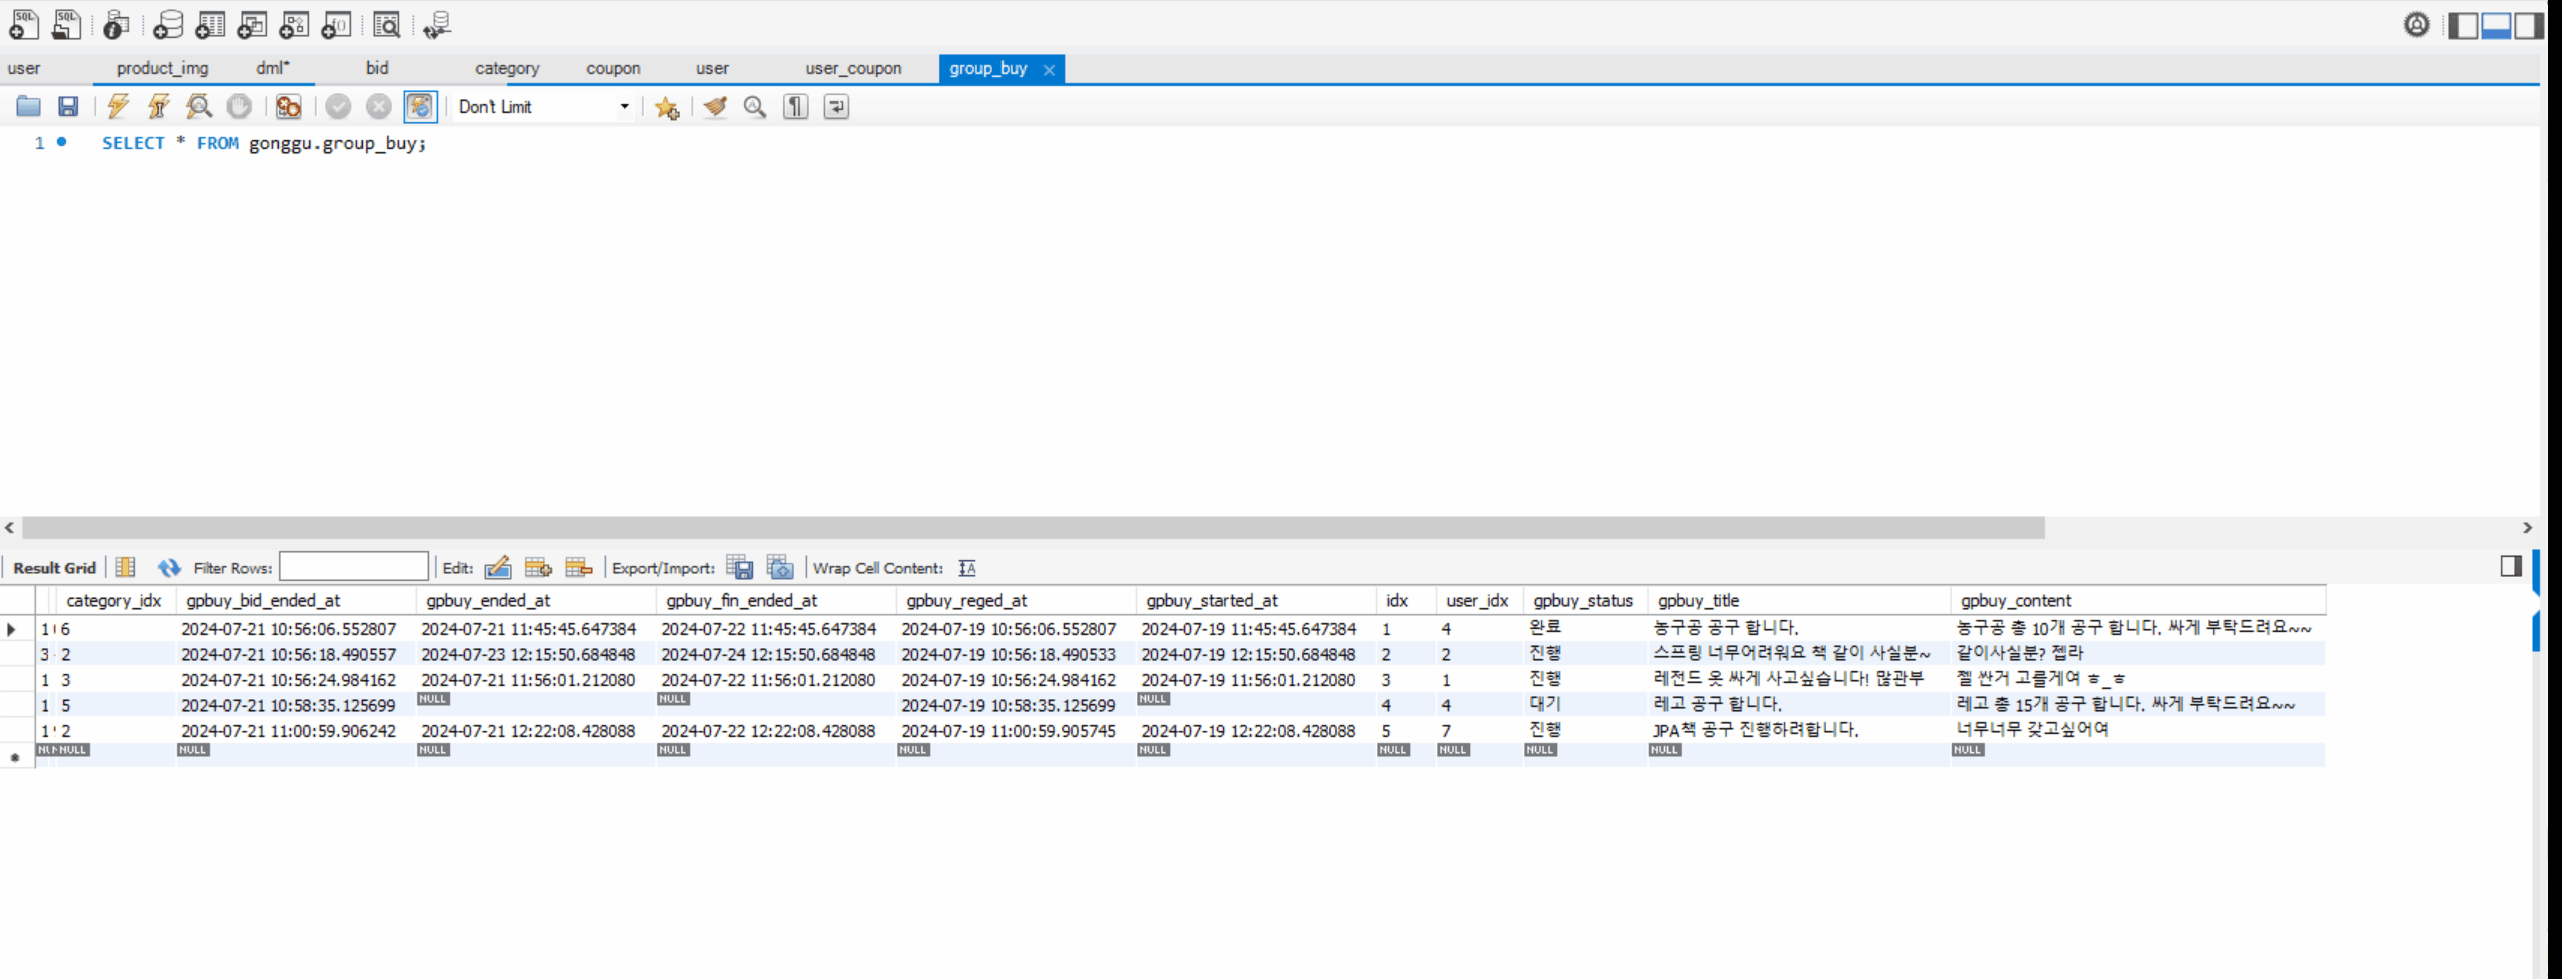 user product_img dml* bid category coupon user user_coupon group_buy
Don't Limit
1 SELECT * FROM gonggu.group_buy;
Result Grid Filter Rows: Edit: Export/Import: Wrap Cell Content:
category_idx gpbuy_bid_ended_at gpbuy_ended_at gpbuy_fin_ended_at gpbuy_reged_at gpbuy_started_at idx user_idx gpbuy_status gpbuy_title gpbuy_content
1 6 2024-07-21 10:56:06.552807 2024-07-21 11:45:45.647384 2024-07-22 11:45:45.647384 2024-07-19 10:56:06.552807 2024-07-19 11:45:45.647384 1 4 완료 농구공 공구 합니다. 농구공 총 10개 공구 합니다. 싸게 부탁드려요~~
3 2 2024-07-21 10:56:18.490557 2024-07-23 12:15:50.684848 2024-07-24 12:15:50.684848 2024-07-19 10:56:18.490533 2024-07-19 12:15:50.684848 2 2 진행 스프링 너무어려워요 책 같이 사실분~ 같이사실분? 젭라
1 3 2024-07-21 10:56:24.984162 2024-07-21 11:56:01.212080 2024-07-22 11:56:01.212080 2024-07-19 10:56:24.984162 2024-07-19 11:56:01.212080 3 1 진행 레전드 옷 싸게 사고싶습니다! 많관부 젤 싼거 고를게여 ㅎ_ㅎ
1 5 2024-07-21 10:58:35.125699 NULL NULL 2024-07-19 10:58:35.125699 NULL 4 4 대기 레고 공구 합니다. 레고 총 15개 공구 합니다. 싸게 부탁드려요~~
1 2 2024-07-21 11:00:59.906242 2024-07-21 12:22:08.428088 2024-07-22 12:22:08.428088 2024-07-19 11:00:59.905745 2024-07-19 12:22:08.428088 5 7 진행 JPA책 공구 진행하려합니다. 너무너무 갖고싶어여
NULL NULL NULL NULL NULL NULL NULL NULL NULL NULL NULL